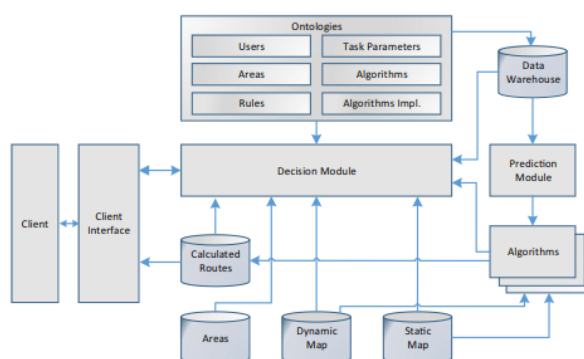 Ontologies
Users
Task Parameters
Areas
Algorithms
Rules
Algorithms Impl.
Data
Warehouse
Client
Client
Interface
Decision Module
Prediction
Module
Calculated
Routes
Algorithms
Areas
Dynamic
Map
Static
Map